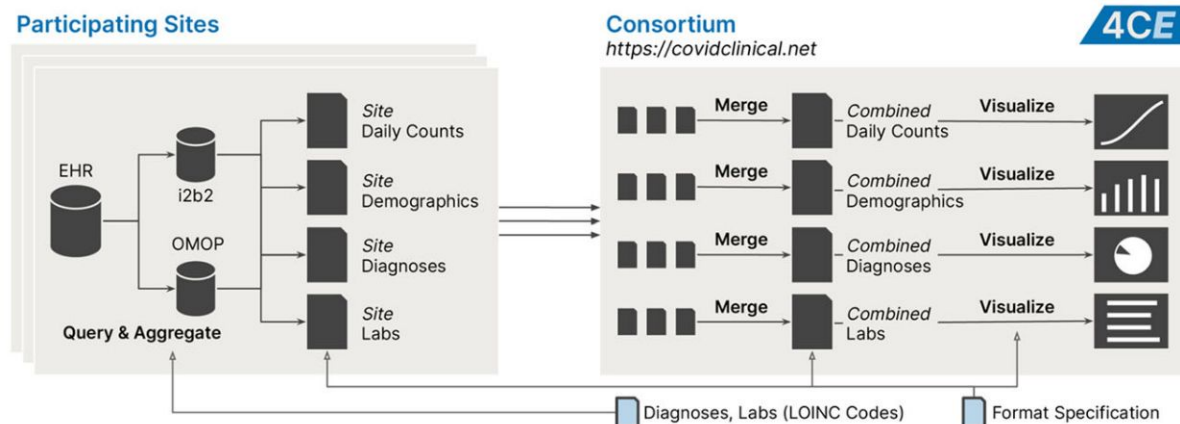 Participating Sites
Consortium
https://covidclinical.net
4CE
EHR
i2b2
OMOP
Query & Aggregate
Site
Daily Counts
Site
Demographics
Site
Diagnoses
Site
Labs
Merge
Combined
Daily Counts
Visualize
Merge
Combined
Demographics
Visualize
Merge
Combined
Diagnoses
Visualize
Merge
Combined
Labs
Visualize
Diagnoses, Labs (LOINC Codes)
Format Specification